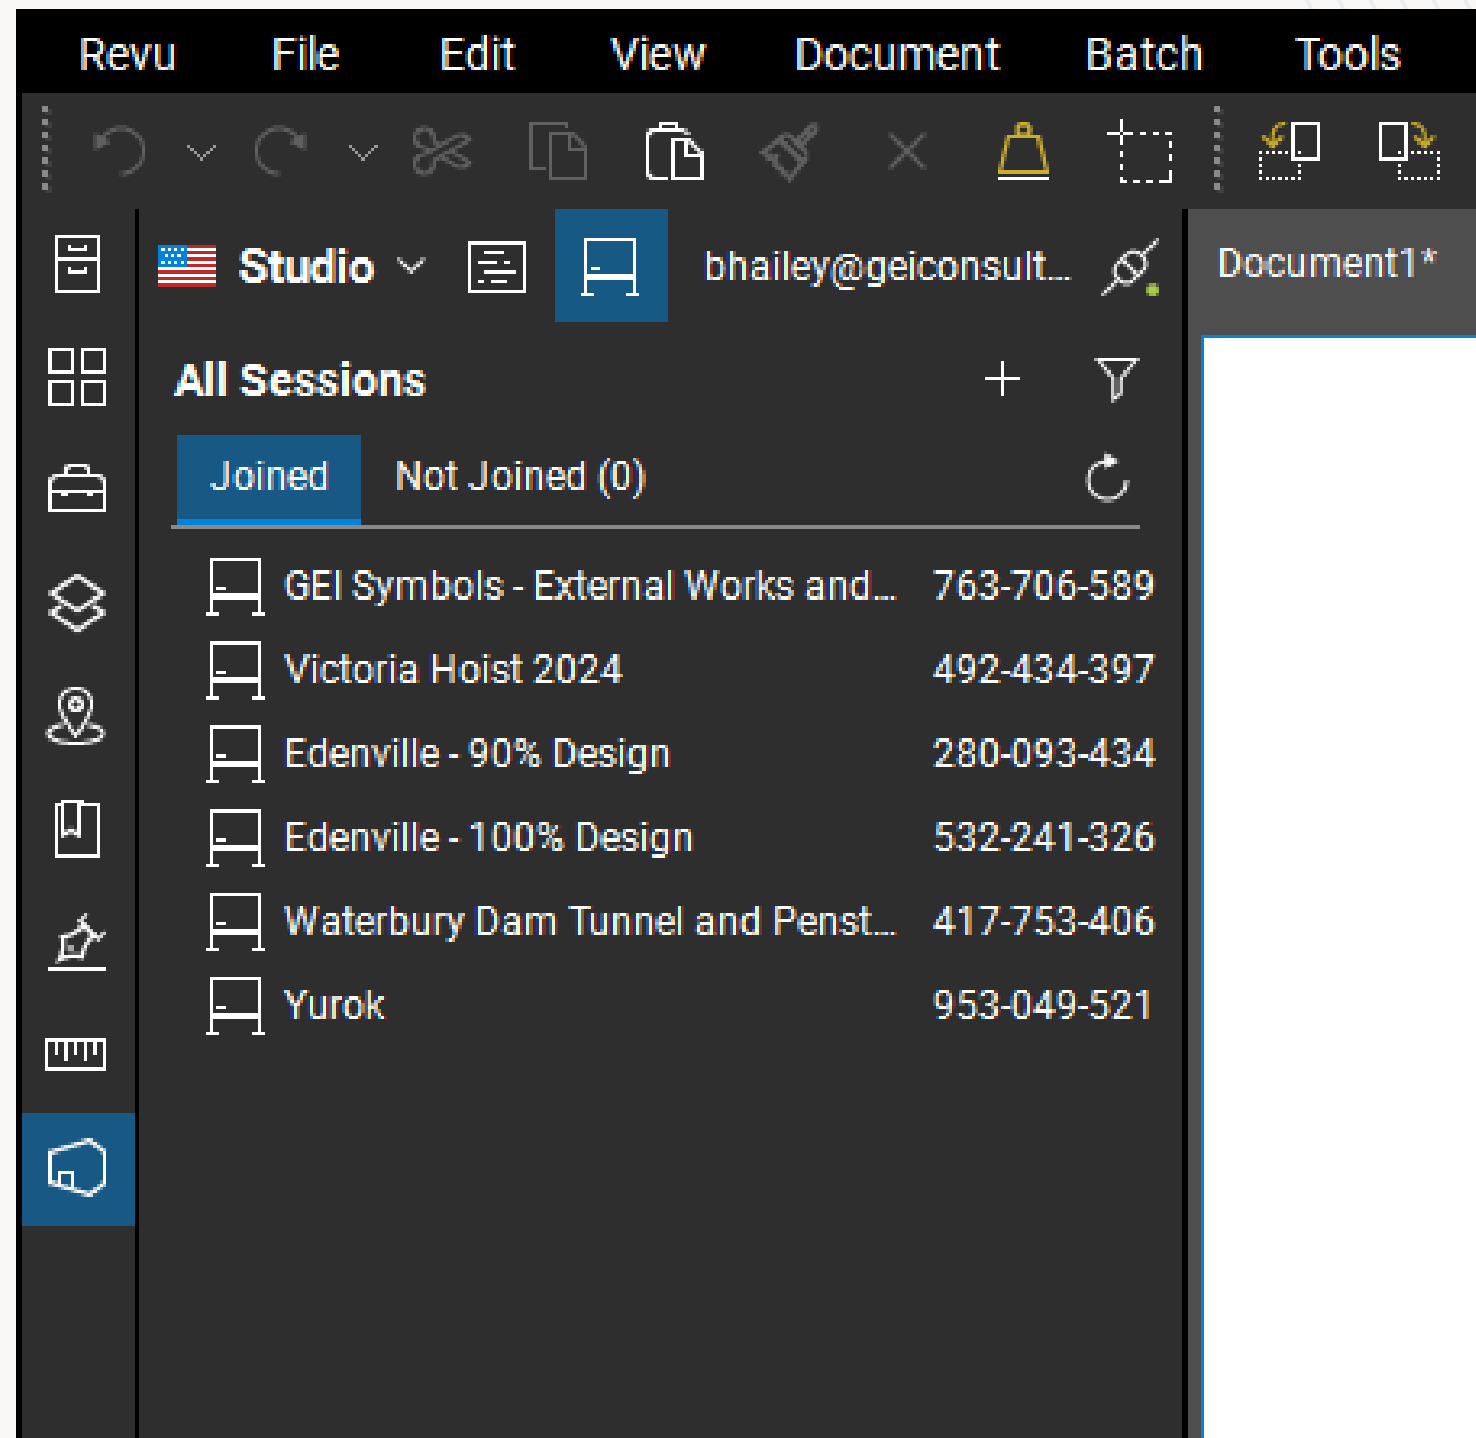 Revu File Edit View Document Batch Tools
Studio bhailey@geiconsult... Document1*
All Sessions
Joined Not Joined (0)
GEI Symbols - External Works and... 763-706-589
Victoria Hoist 2024 492-434-397
Edenville - 90% Design 280-093-434
Edenville - 100% Design 532-241-326
Waterbury Dam Tunnel and Penst... 417-753-406
Yurok 953-049-521